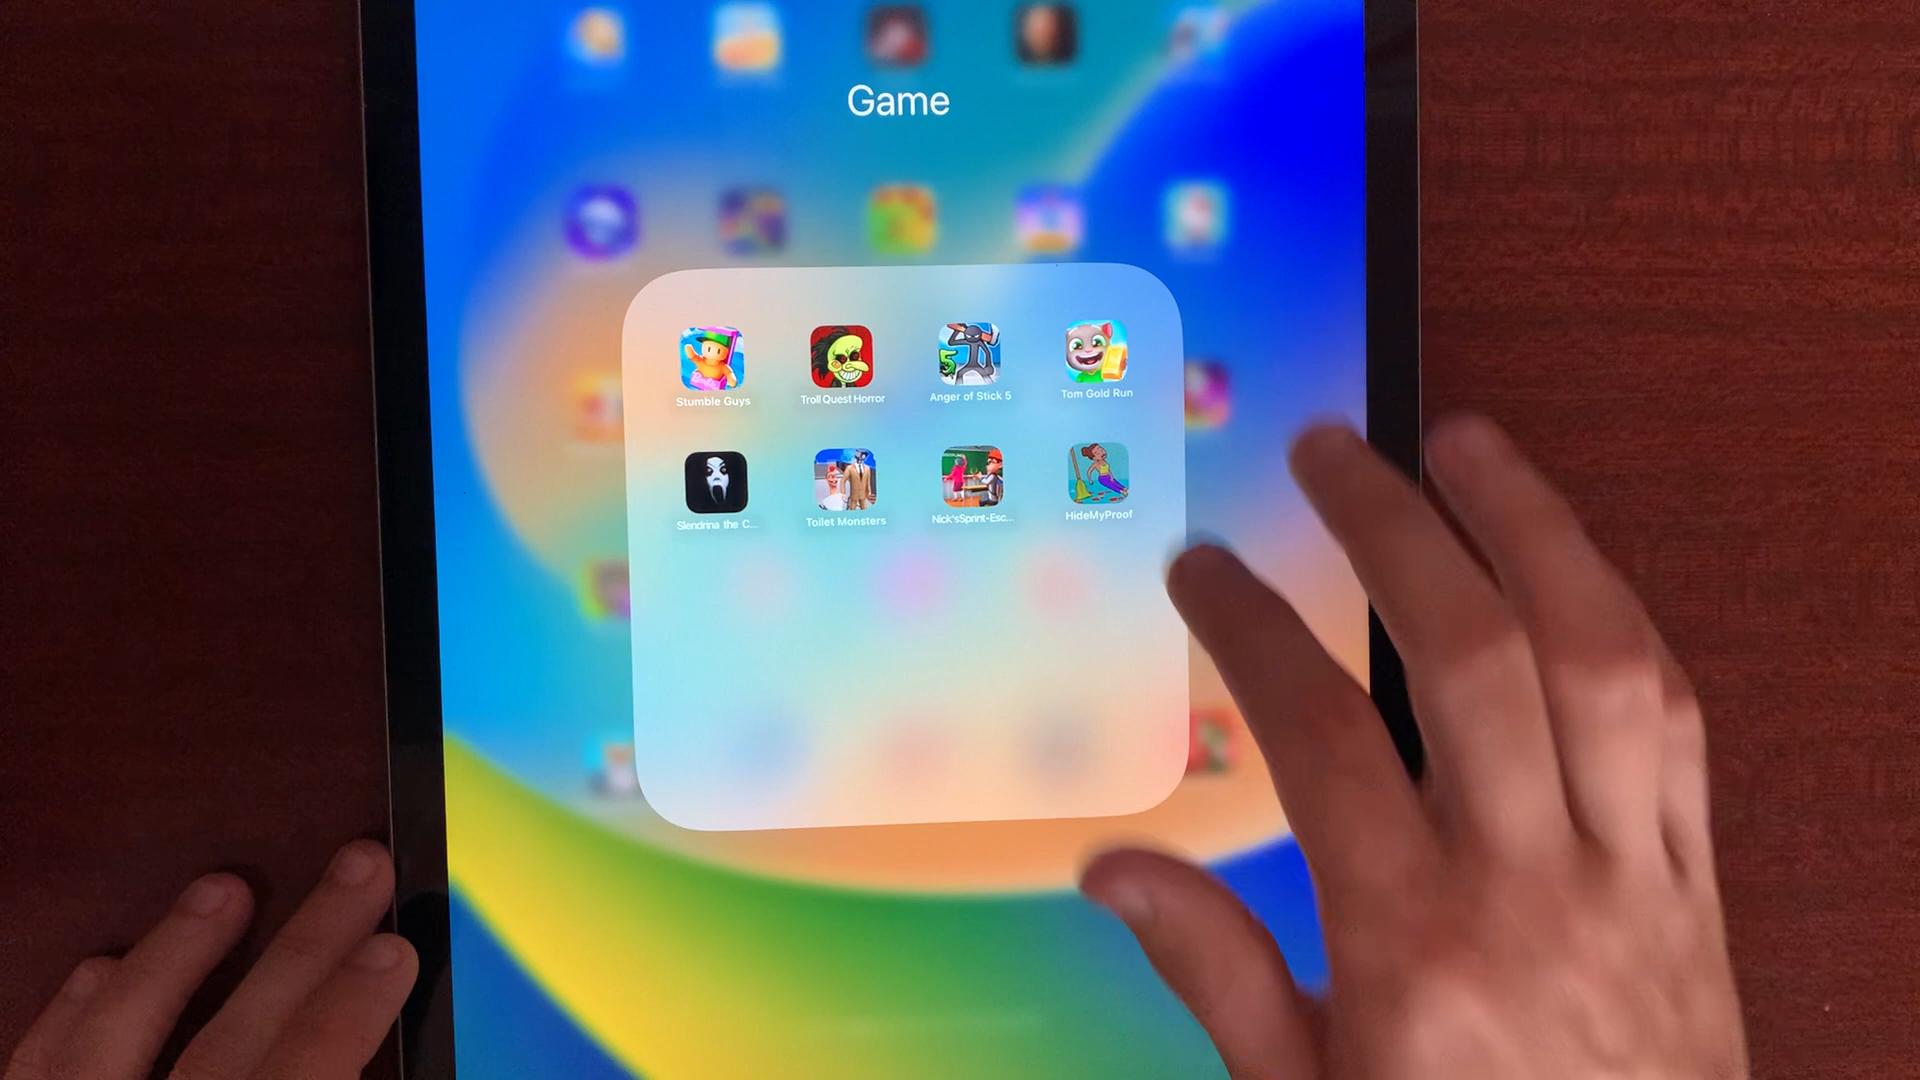 Game
Stumble Guys
Troll Quest Horror
Anger of Stick 5
Tom Gold Run
5
Slendrina the C...
Toilet Monsters
Nick'sSprint-Esc...
HideMyProof